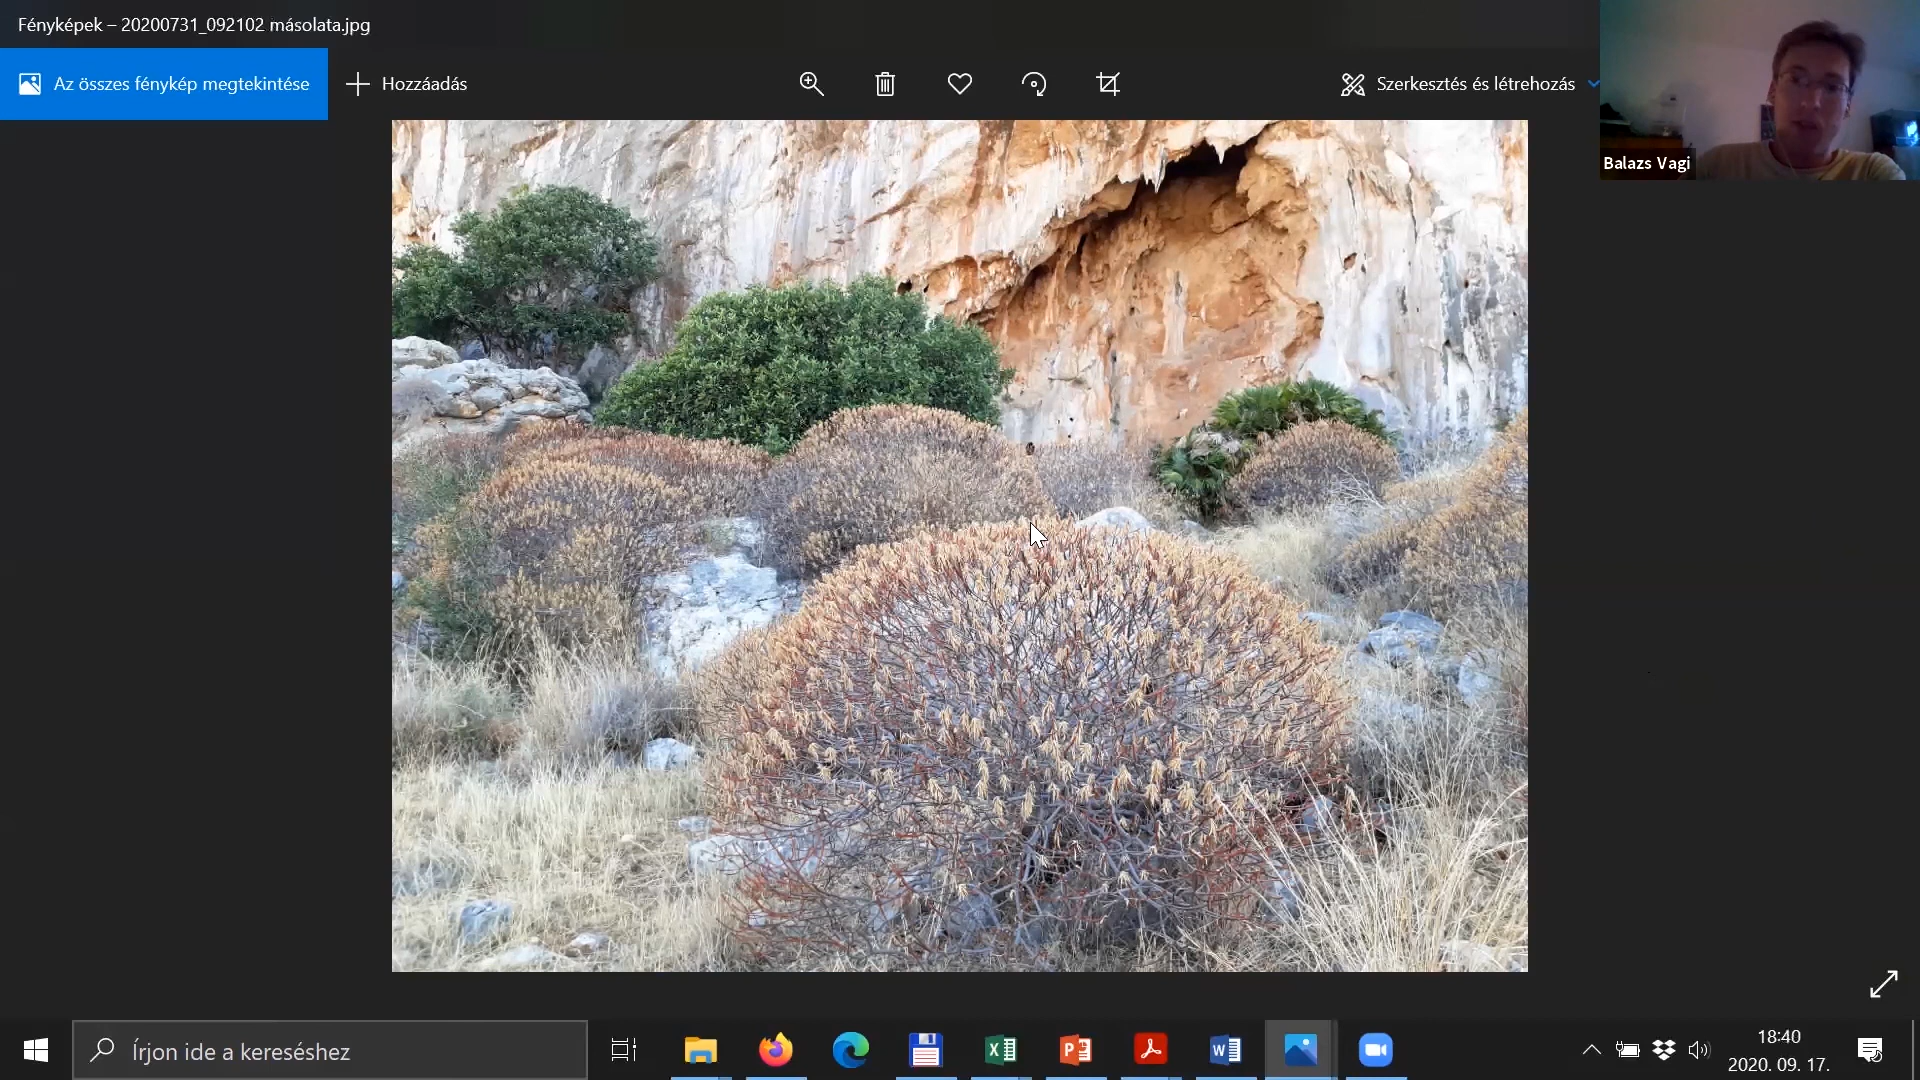 Fényképek – 20200731_092102 másolata.jpg
Az összes fénykép megtekintése
Hozzáadás
Szerkesztés és létrehozás
Balazs Vagi
Írjon ide a kereséshez
18:40
2020. 09. 17.